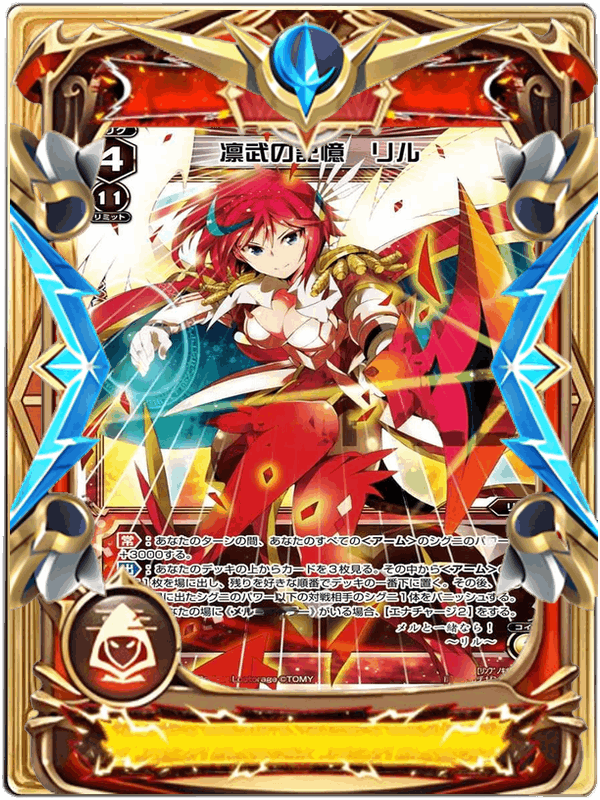 4
凛武の記憶 リル
11
リミット
常：あなたのターンの間、あなたのすべての<アーム>のシグニのパワー
+3000する。
：あなたのデッキの上からカードを３枚見る。その中から<アーム>
１枚を場に出し、残りを好きな順番でデッキの一番下に置く。その後、
に出たシグニのパワー以下の対戦相手のシグニ１体をバニッシュする。
なたの場に《メル がいる場合、【エナチャージ２】をする。
メルと一緒なら！
～リル～
©TOMY